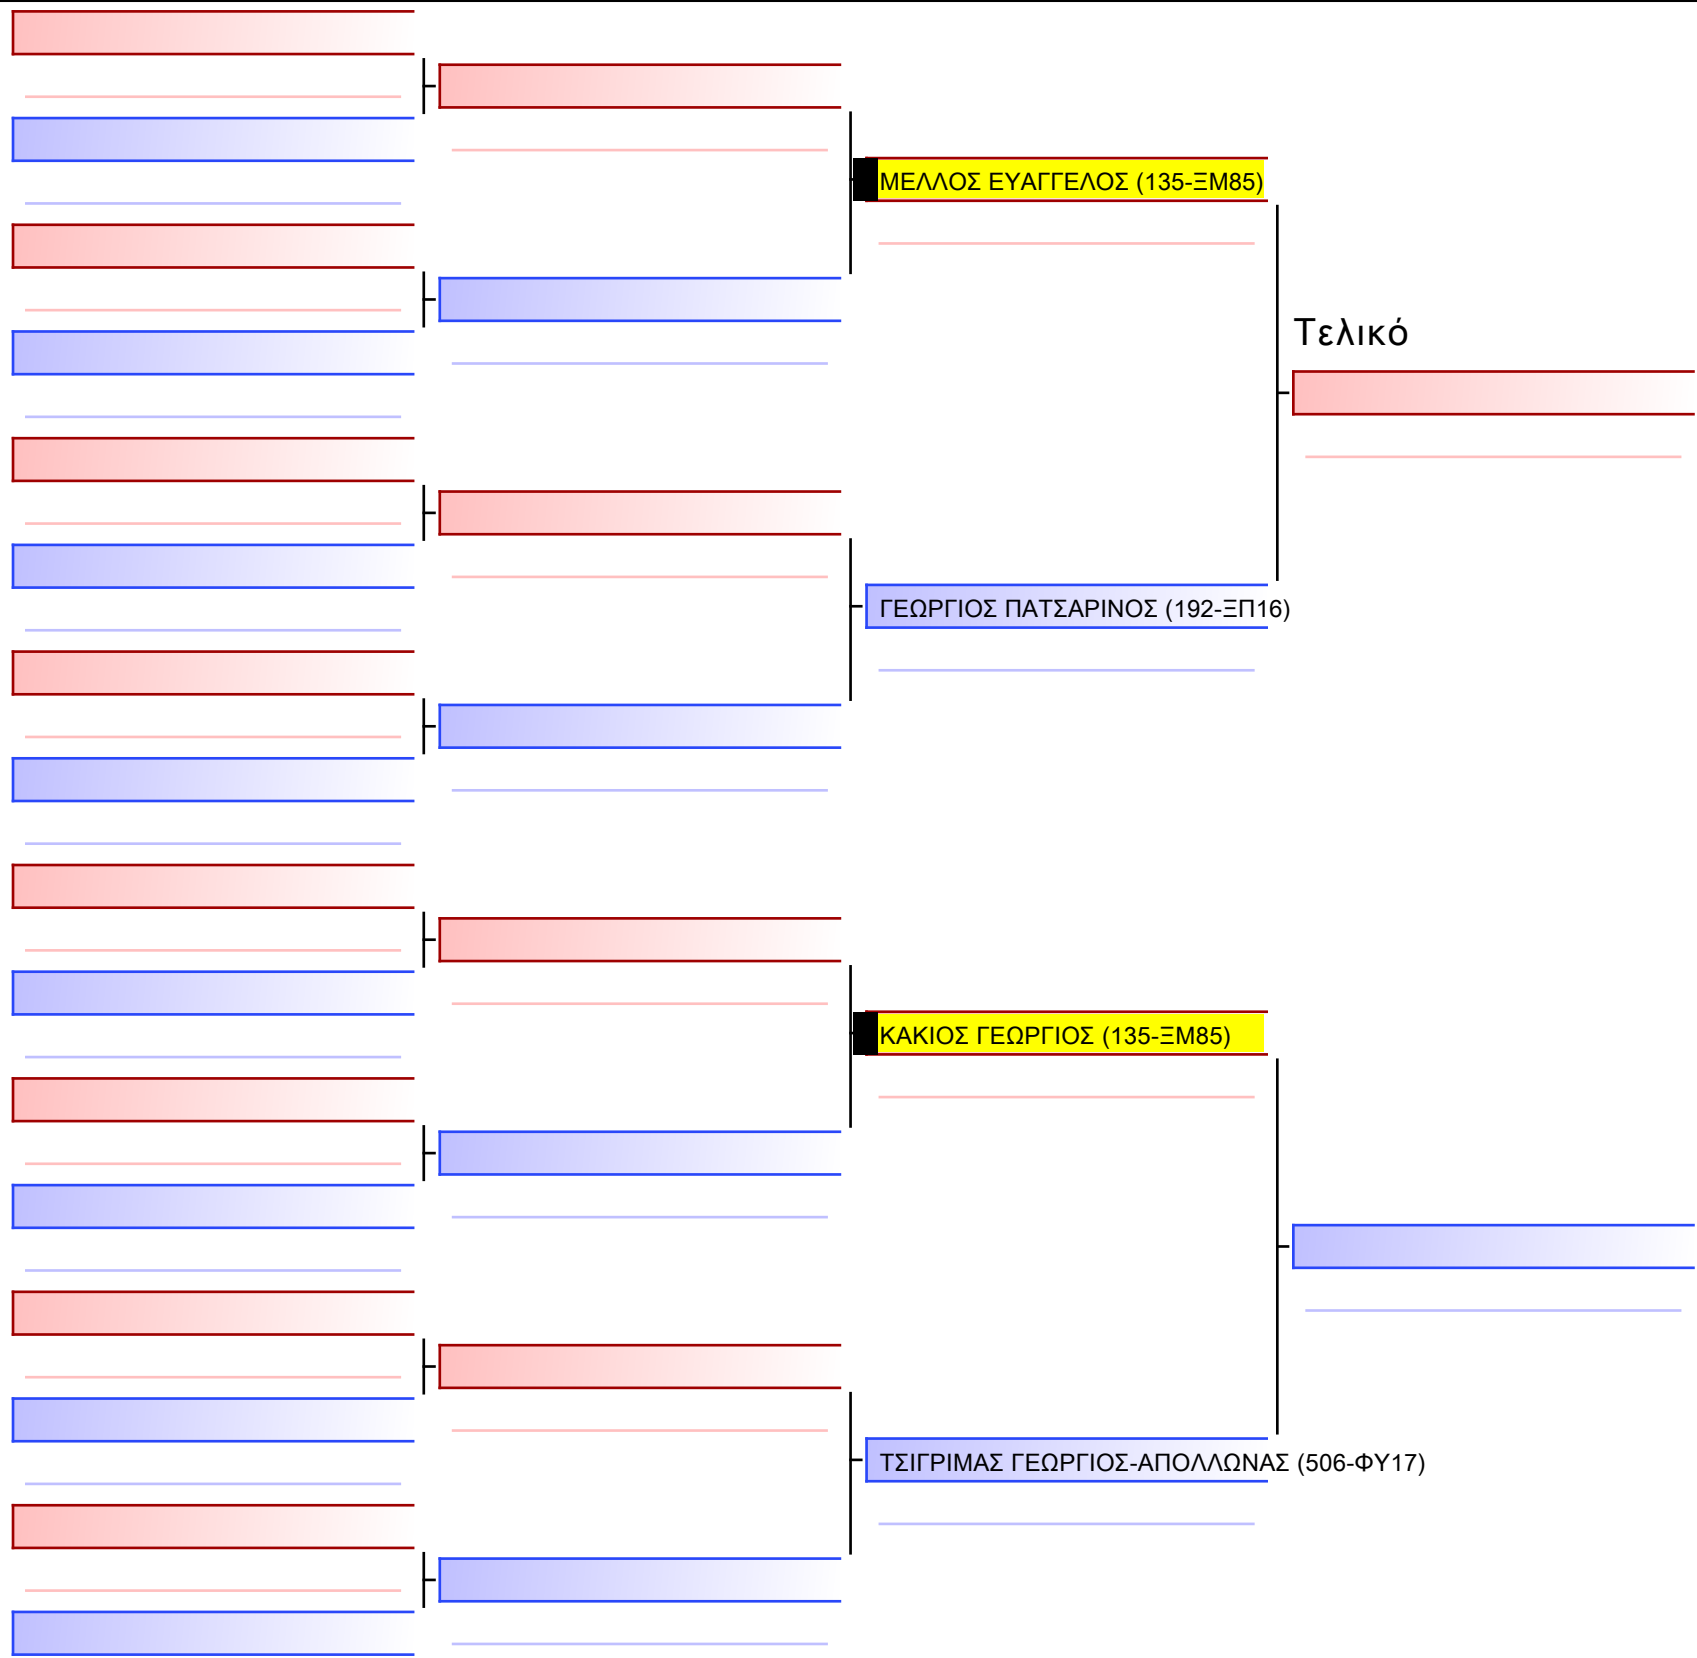 ΜΕΛΛΟΣ ΕΥΑΓΓΕΛΟΣ (135-ΞΜ85)
Τελικό
ΓΕΩΡΓΙΟΣ ΠΑΤΣΑΡΙΝΟΣ (192-ΞΠ16)
ΚΑΚΙΟΣ ΓΕΩΡΓΙΟΣ (135-ΞΜ85)
ΤΣΙΓΡΙΜΑΣ ΓΕΩΡΓΙΟΣ-ΑΠΟΛΛΩΝΑΣ (506-ΦΥ17)